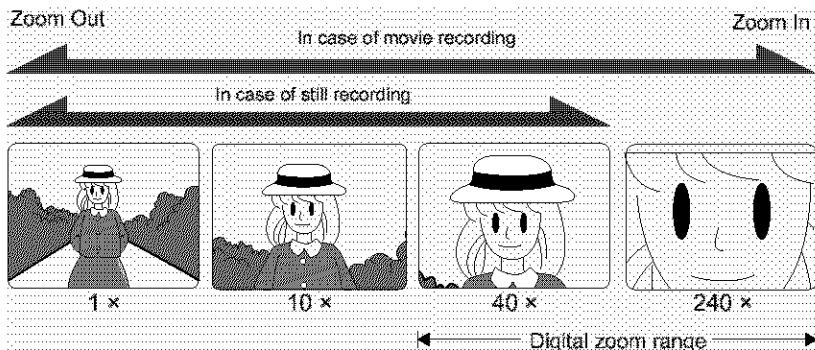 Zoom Out
Zoom In
In case of movie recording
In case of still recording
1 ×
10 ×
40 ×
240 ×
Digital zoom range